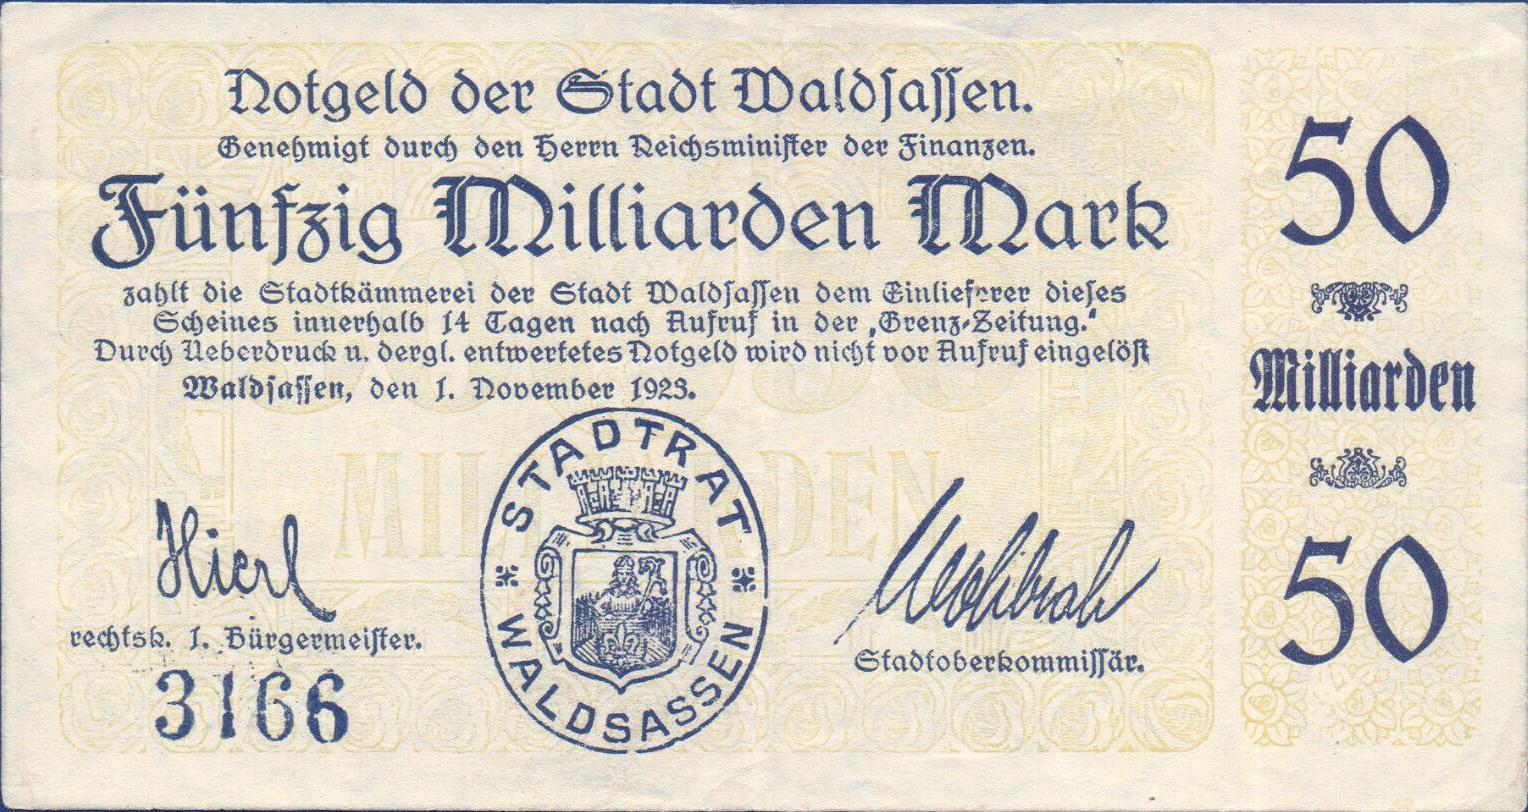 Notgeld der Stadt Waldsassen.
Genehmigt durch den Herrn Reichsminister der Finanzen.
Fünfzig Milliarden Mark
zahlt die Stadtkämmerei der Stadt Waldsassen dem Einlieferer dieses
Scheines innerhalb 14 Tagen nach Aufruf in der „Grenz-Zeitung.“
Durch Ueberdruck u. dergl. entwertetes Notgeld wird nicht vor Aufruf eingelöst
Waldsassen, den 1. November 1923.
STADTRAT
WALDSASSEN
MILLIARDEN
Hierl
rechtsk. 1. Bürgermeister.
3166
Stadtoberkommissär.
50
Milliarden
50